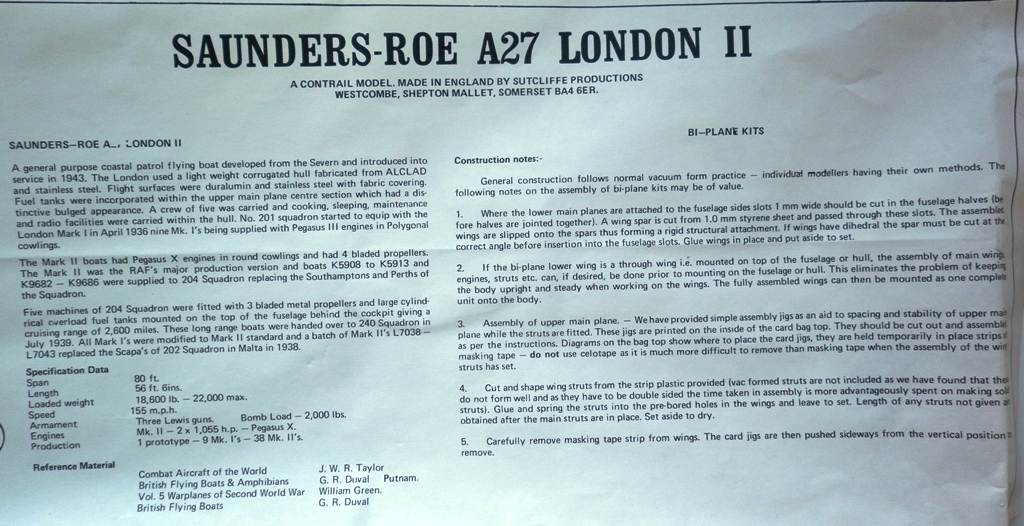 SAUNDERS-ROE A27 LONDON II
A CONTRAIL MODEL. MADE IN ENGLAND BY SUTCLIFFE PRODUCTIONS
WESTCOMBE, SHEPTON MALLET, SOMERSET BA4 6ER.
SAUNDERS–ROE LONDON II
A general purpose coastal patrol flying boat developed from the Severn and introduced into
service in 1943. The London used a light weight corrugated hull fabricated from ALCLAD
and stainless steel. Flight surfaces were duralumin and stainless steel with fabric covering.
Fuel tanks were incorporated within the upper main plane centre section which had a dis-
tinctive bulged appearance. A crew of five was carried and cooking, sleeping, maintenance
and radio facilities were carried within the hull. No. 201 squadron started to equip with the
London Mark I in April 1936 nine Mk. I's being supplied with Pegasus III engines in Polygonal
cowlings.
The Mark II boats had Pegasus X engines in round cowlings and had 4 bladed propellers.
The Mark II was the RAF's major production version and boats K5908 to K5913 and
K9682 – K9686 were supplied to 204 Squadron replacing the Southamptons and Perths of
the Squadron.
Five machines of 204 Squadron were fitted with 3 bladed metal propellers and large cylind-
rical overload fuel tanks mounted on the top of the fuselage behind the cockpit giving a
cruising range of 2,600 miles. These long range boats were handed over to 240 Squadron in
July 1939. All Mark I's were modified to Mark II standard and a batch of Mark II's L7038 –
L7043 replaced the Scapa's of 202 Squadron in Malta in 1938.
Specification Data
Span 80 ft.
Length 56 ft. 6ins.
Loaded weight 18,600 lb. – 22,000 max.
Speed 155 m.p.h.
Armament Three Lewis guns. Bomb Load – 2,000 lbs.
Engines Mk. II – 2 x 1,055 h.p. – Pegasus X.
Production 1 prototype – 9 Mk. I's – 38 Mk. II's.
Reference Material
Combat Aircraft of the World J. W. R. Taylor
British Flying Boats & Amphibians G. R. Duval Putnam.
Vol. 5 Warplanes of Second World War William Green.
British Flying Boats G. R. Duval
BI–PLANE KITS
Construction notes:-
General construction follows normal vacuum form practice – individual modellers having their own methods. The
following notes on the assembly of bi-plane kits may be of value.
1. Where the lower main planes are attached to the fuselage sides slots 1 mm wide should be cut in the fuselage halves (be
fore halves are jointed together). A wing spar is cut from 1.0 mm styrene sheet and passed through these slots. The assembled
wings are slipped onto the spars thus forming a rigid structural attachment. If wings have dihedral the spar must be cut at the
correct angle before insertion into the fuselage slots. Glue wings in place and put aside to set.
2. If the bi-plane lower wing is a through wing i.e. mounted on top of the fuselage or hull, the assembly of main wing,
engines, struts etc. can, if desired, be done prior to mounting on the fuselage or hull. This eliminates the problem of keeping
the body upright and steady when working on the wings. The fully assembled wings can then be mounted as one complete
unit onto the body.
3. Assembly of upper main plane. – We have provided simple assembly jigs as an aid to spacing and stability of upper main
plane while the struts are fitted. These jigs are printed on the inside of the card bag top. They should be cut out and assembled
as per the instructions. Diagrams on the bag top show where to place the card jigs, they are held temporarily in place strips
masking tape – do not use celotape as it is much more difficult to remove than masking tape when the assembly of the
struts has set.
4. Cut and shape wing struts from the strip plastic provided (vac formed struts are not included as we have found that
do not form well and as they have to be double sided the time taken in assembly is more advantageously spent on making
struts). Glue and spring the struts into the pre-bored holes in the wings and leave to set. Length of any struts not given
obtained after the main struts are in place. Set aside to dry.
5. Carefully remove masking tape strip from wings. The card jigs are then pushed sideways from the vertical position
remove.